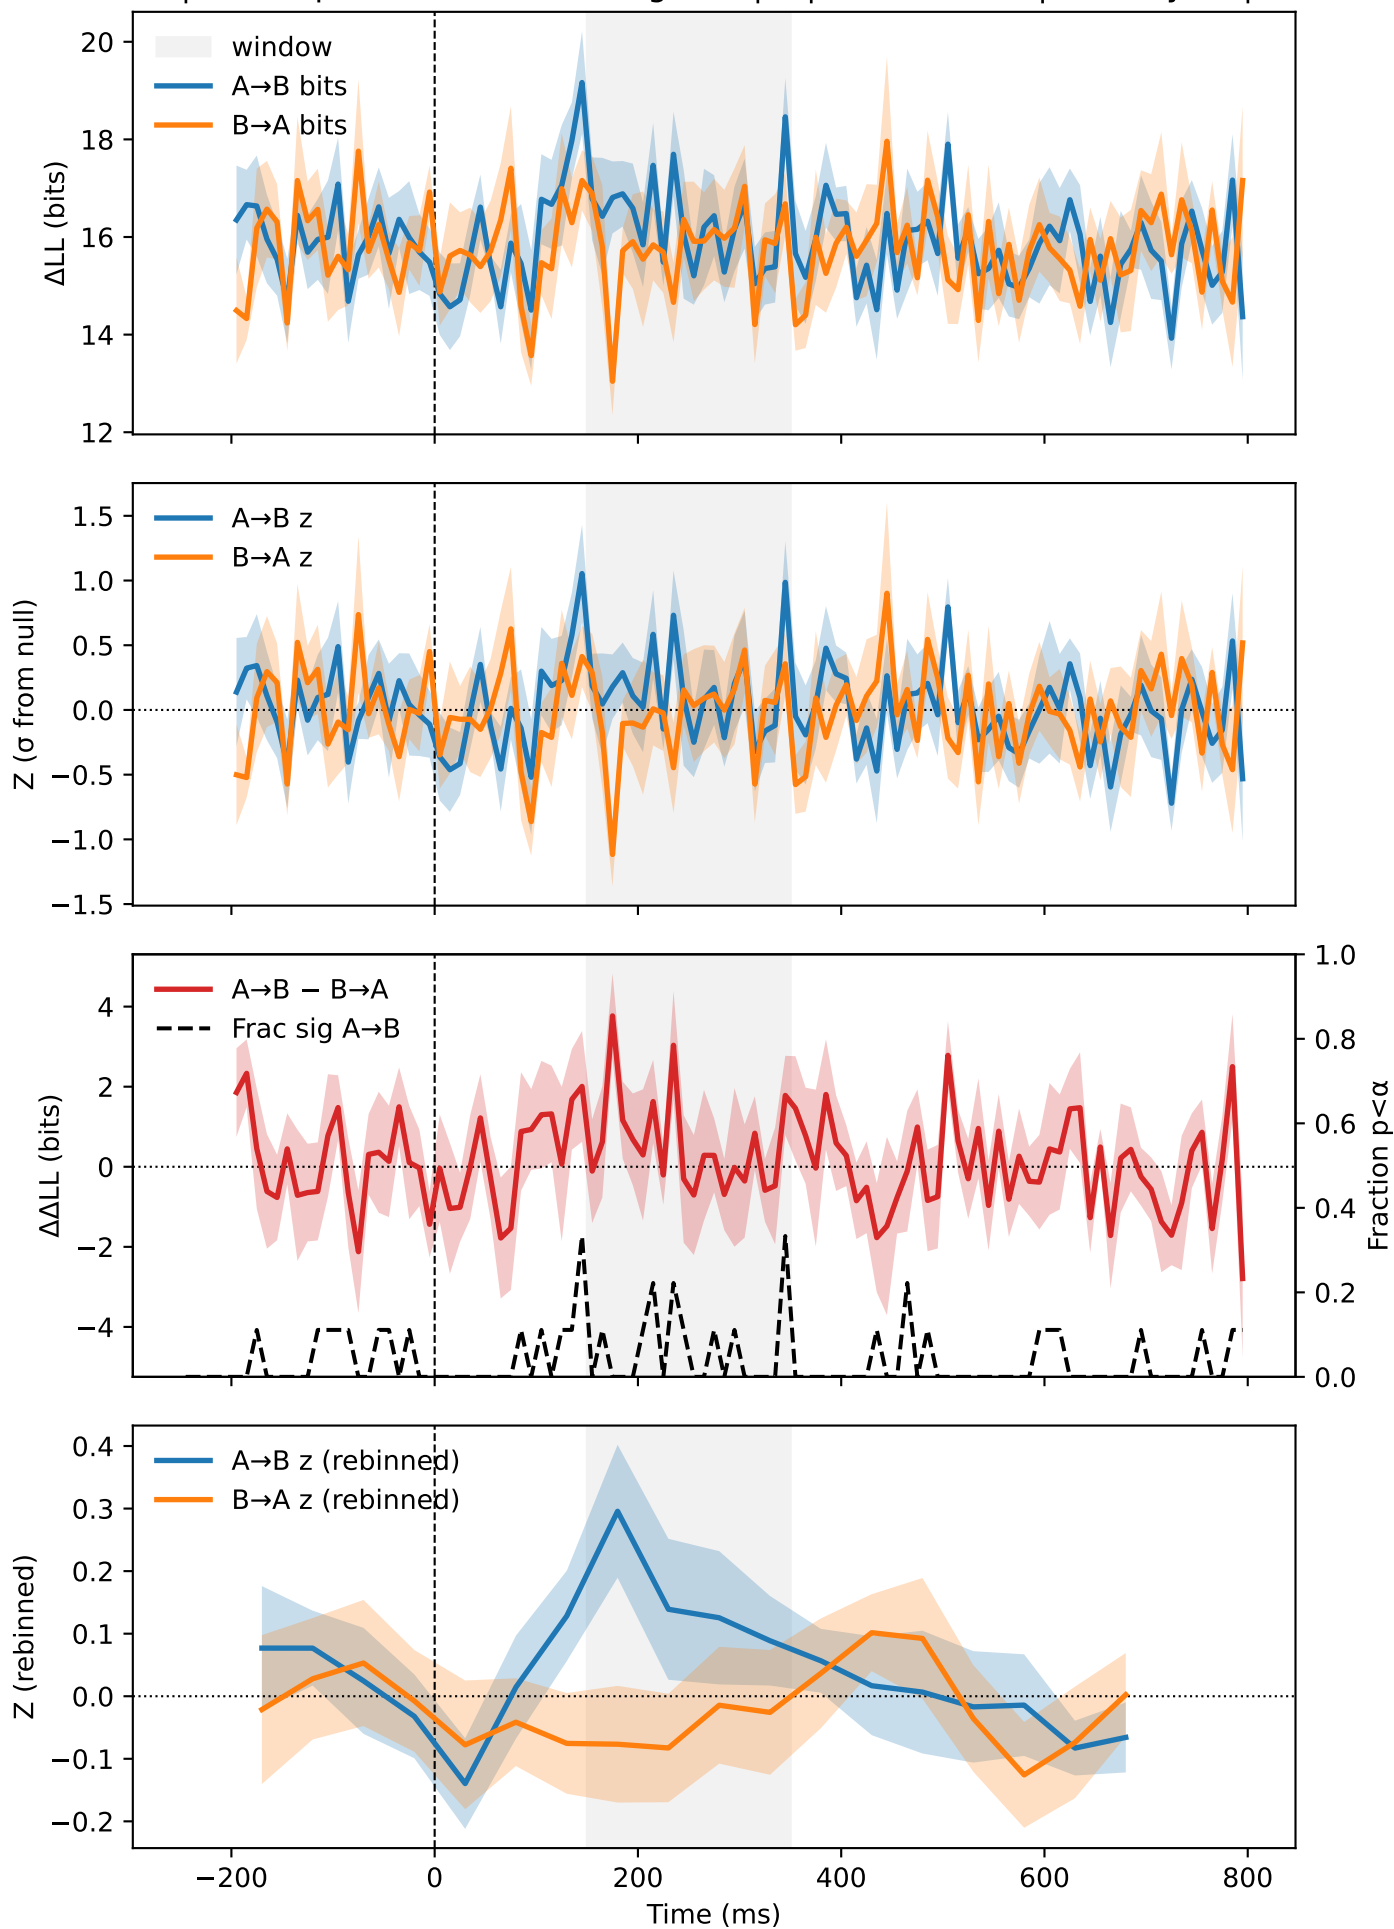 20
18
16
14
12
ΔLL (bits)
window
A→B bits
B→A bits
1.5
1.0
0.5
0.0
−0.5
−1.0
−1.5
Z (σ from null)
A→B z
B→A z
4
2
0
−2
−4
ΔΔLL (bits)
A→B − B→A
Frac sig A→B
1.0
0.8
0.6
0.4
0.2
0.0
Fraction p<α
0.4
0.3
0.2
0.1
0.0
−0.1
−0.2
Z (rebinned)
A→B z (rebinned)
B→A z (rebinned)
−200 0 200 400 600 800
Time (ms)